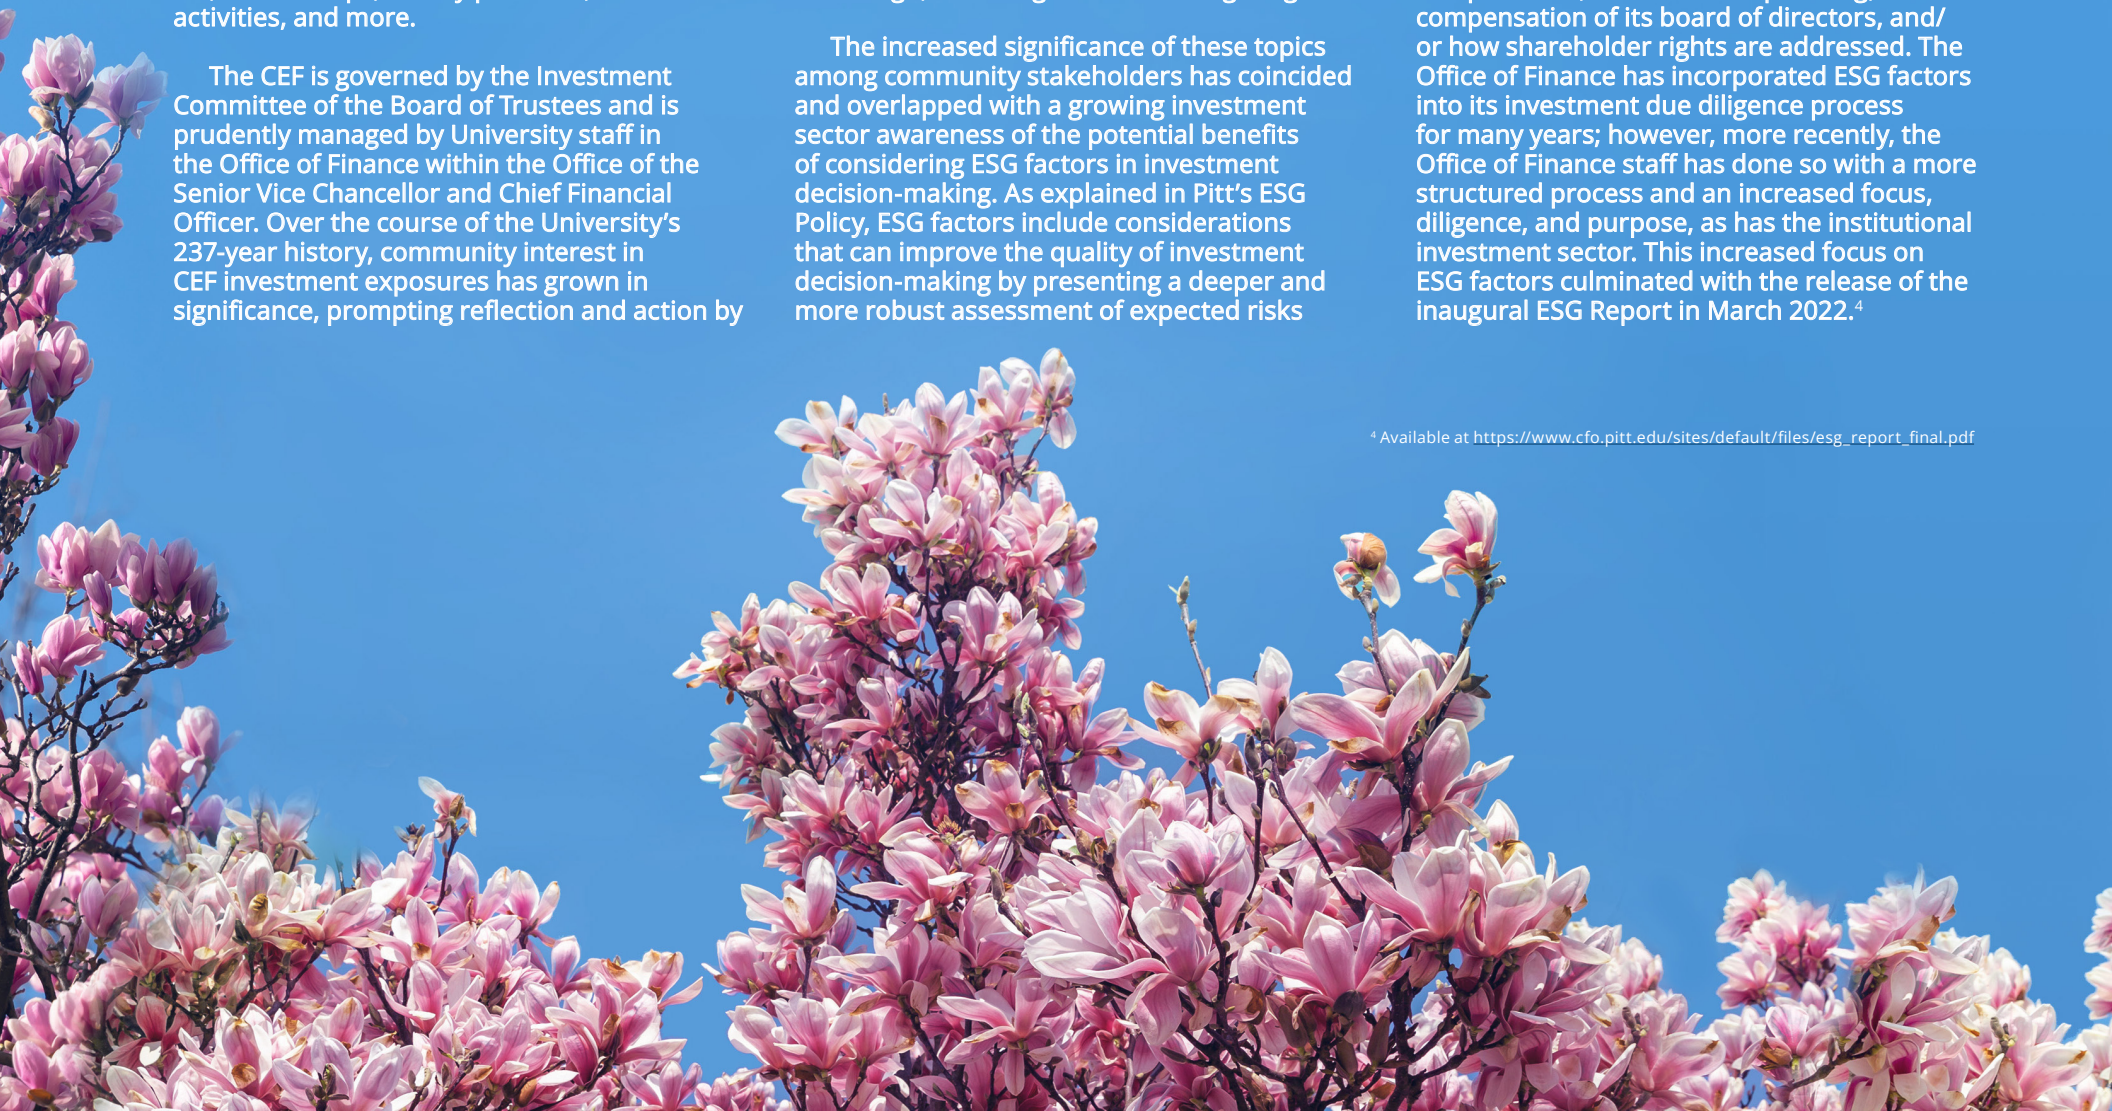 activities, and more.
The CEF is governed by the Investment
Committee of the Board of Trustees and is
prudently managed by University staff in
the Office of Finance within the Office of the
Senior Vice Chancellor and Chief Financial
Officer. Over the course of the University’s
237-year history, community interest in
CEF investment exposures has grown in
significance, prompting reflection and action by
The increased significance of these topics
among community stakeholders has coincided
and overlapped with a growing investment
sector awareness of the potential benefits
of considering ESG factors in investment
decision-making. As explained in Pitt’s ESG
Policy, ESG factors include considerations
that can improve the quality of investment
decision-making by presenting a deeper and
more robust assessment of expected risks
compensation of its board of directors, and/
or how shareholder rights are addressed. The
Office of Finance has incorporated ESG factors
into its investment due diligence process
for many years; however, more recently, the
Office of Finance staff has done so with a more
structured process and an increased focus,
diligence, and purpose, as has the institutional
investment sector. This increased focus on
ESG factors culminated with the release of the
inaugural ESG Report in March 2022.⁴
⁴ Available at https://www.cfo.pitt.edu/sites/default/files/esg_report_final.pdf